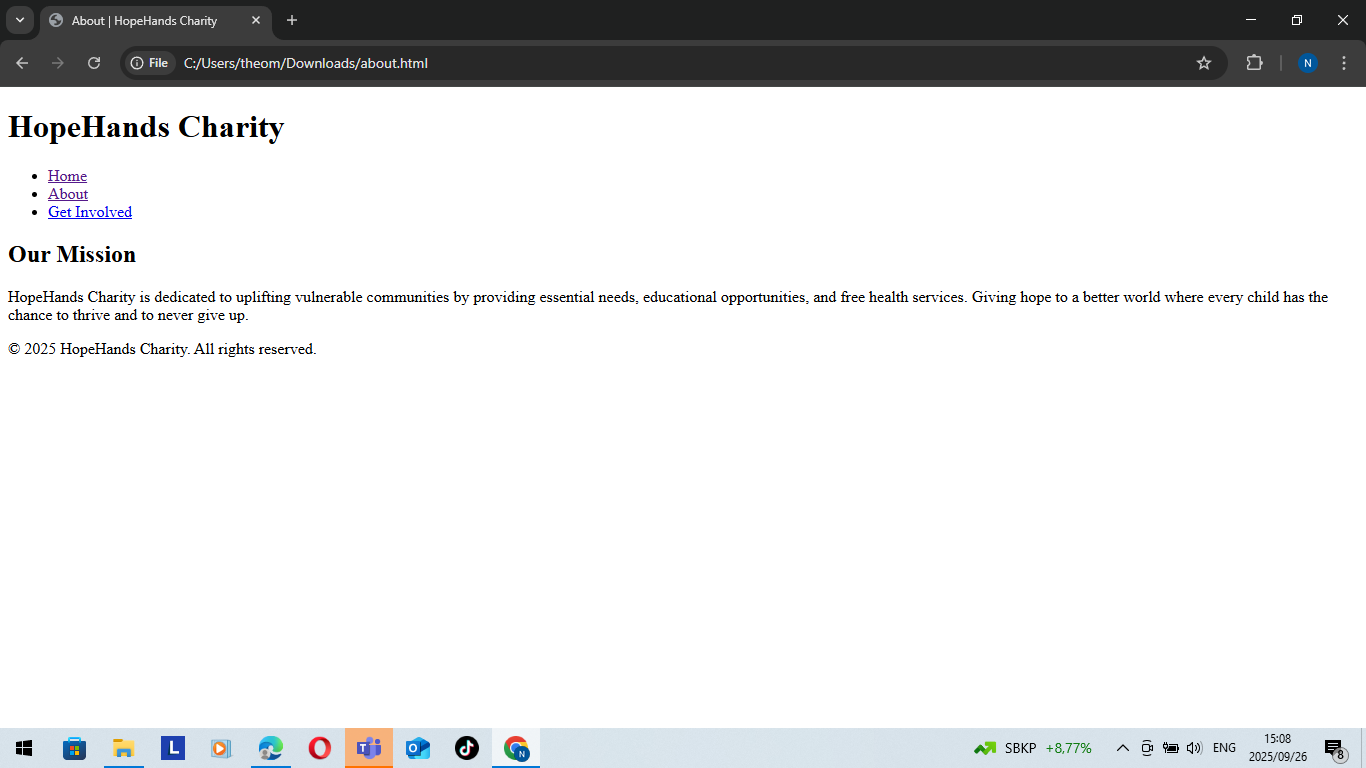 About | HopeHands Charity
File C:/Users/theom/Downloads/about.html N
HopeHands Charity
Home
About
Get Involved
Our Mission
HopeHands Charity is dedicated to uplifting vulnerable communities by providing essential needs, educational opportunities, and free health services. Giving hope to a better world where every child has the
chance to thrive and to never give up.
© 2025 HopeHands Charity. All rights reserved.
L T O N SBKP +8,77% ENG 15:08
2025/09/26 8